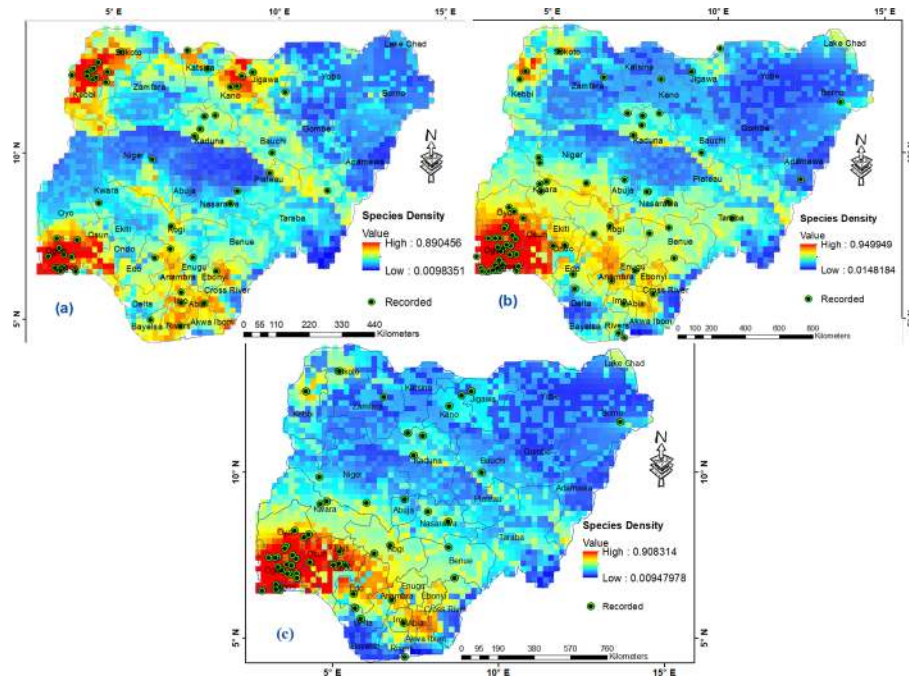 5° E 10° E 15° E
Sokoto
Kebbi
Zamfara
Katsina
Kano
Jigawa
Yobe
Borno
Lake Chad
Kaduna
Bauchi
Gombe
Adamawa
Niger
Plateau
Kwara
Abuja
Nasarawa
Taraba
Oyo
Osun
Ekiti
Ondo
Kogi
Benue
Edo
Enugu
Anambra
Ebonyi
Cross River
Delta
Imo
Abia
Bayelsa
Rivers
Akwa Ibom
10° N
5° N
N
Species Density
Value
High : 0.890456
Low : 0.0098351
Recorded
(a)
0 55 110 220 330 440
Kilometers
5° E 10° E 15° E
Sokoto
Kebbi
Zamfara
Katsina
Kano
Jigawa
Yobe
Borno
Lake Chad
Kaduna
Bauchi
Gombe
Adamawa
Niger
Plateau
Kwara
Abuja
Nasarawa
Taraba
Ekiti
Kogi
Benue
Edo
Enugu
Anambra
Ebonyi
Cross River
Delta
Imo
Abia
Bayelsa
Rivers
Akwa Ibom
10° N
5° N
N
Species Density
Value
High : 0.949949
Low : 0.0148184
Recorded
(b)
0 100 200 400 600 800
Kilometers
Sokoto
Kebbi
Zamfara
Katsina
Kano
Jigawa
Yobe
Borno
Lake Chad
Kaduna
Bauchi
Gombe
Adamawa
Niger
Plateau
Kwara
Abuja
Nasarawa
Taraba
Kogi
Benue
Edo
Enugu
Anambra
Ebonyi
Cross River
Imo
Abia
Akwa Ibom
10° N
5° N
N
Species Density
Value
High : 0.908314
Low : 0.00947978
Recorded
(c)
0 95 190 380 570 760
Kilometers
5° E 10° E 15° E